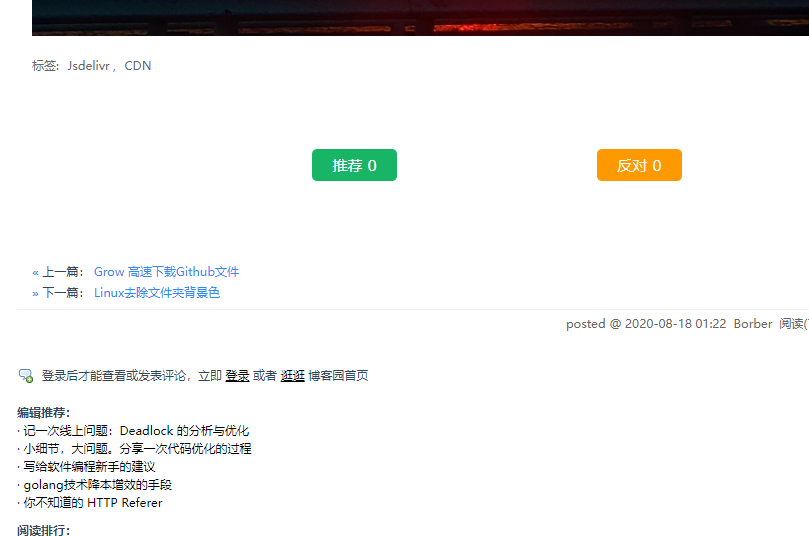 标签: Jsdelivr , CDN
推荐 0
反对 0
« 上一篇： Grow 高速下载Github文件
» 下一篇： Linux去除文件夹背景色
posted @ 2020-08-18 01:22 Borber 阅读(
登录后才能查看或发表评论，立即 登录 或者 逛逛 博客园首页
编辑推荐：
· 记一次线上问题：Deadlock 的分析与优化
· 小细节，大问题。分享一次代码优化的过程
· 写给软件编程新手的建议
· golang技术降本增效的手段
· 你不知道的 HTTP Referer
阅读排行：